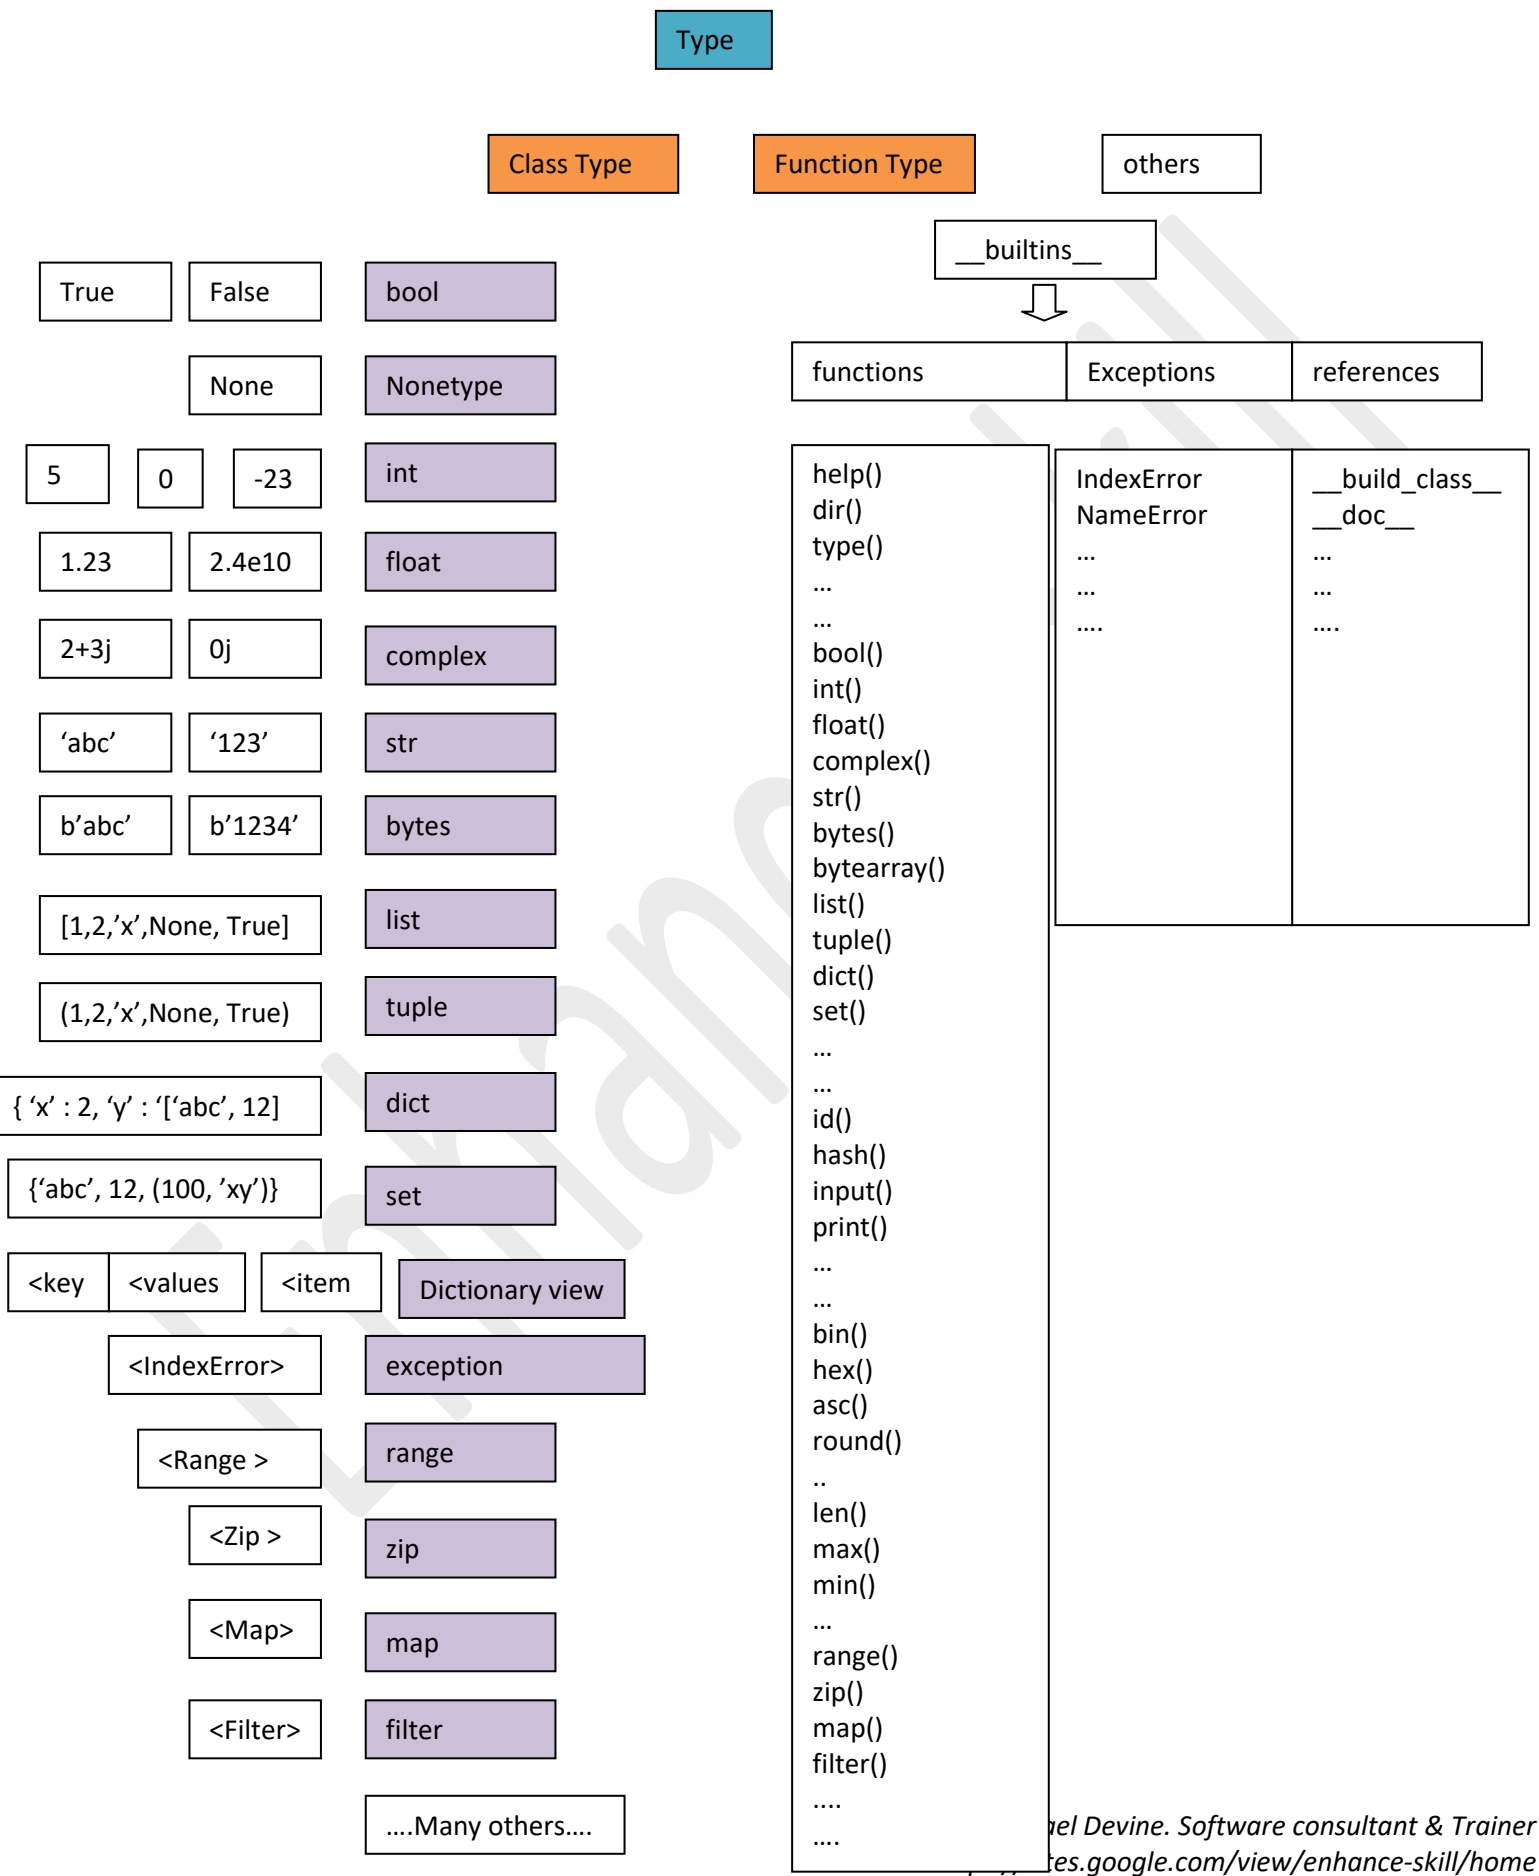 Type
Class Type
Function Type
others
__builtins__
True
False
bool
functions
Exceptions
references
None
Nonetype
5
0
-23
int
1.23
2.4e10
float
2+3j
0j
complex
‘abc’
‘123’
str
b’abc’
b’1234’
bytes
[1,2,’x’,None, True]
list
(1,2,’x’,None, True)
tuple
{ ‘x’ : 2, ‘y’ : ‘[‘abc’, 12]
dict
{‘abc’, 12, (100, ’xy’)}
set
<key
<values
<item
Dictionary view
<IndexError>
exception
<Range >
range
<Zip >
zip
<Map>
map
<Filter>
filter
….Many others….
help()
dir()
type()
…
…
bool()
int()
float()
complex()
str()
bytes()
bytearray()
list()
tuple()
dict()
set()
…
…
id()
hash()
input()
print()
…
…
bin()
hex()
asc()
round()
..
len()
max()
min()
…
range()
zip()
map()
filter()
....
….
IndexError
NameError
…
…
….
__build_class__
__doc__
…
…
….
Devine. Software consultant & Trainer
.google.com/view/enhance-skill/home